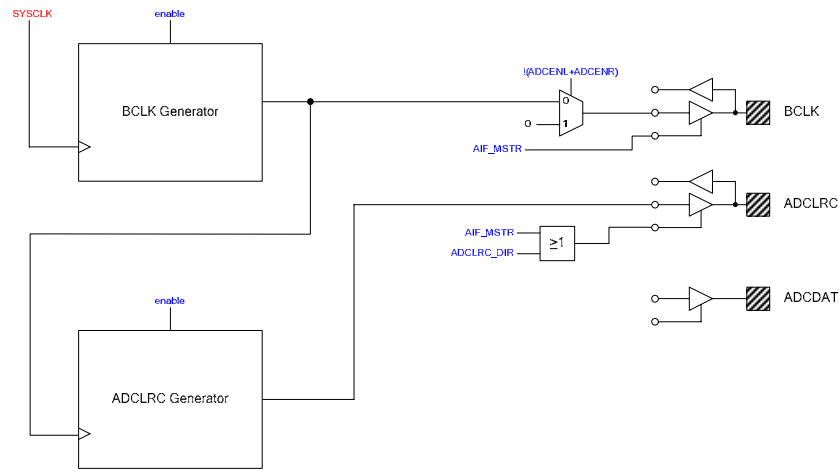 SYSCLK
enable
BCLK Generator
!(ADCENL+ADCENR)
0
0
1
BCLK
AIF_MSTR
ADCLRC
AIF_MSTR
≥1
ADCLRC_DIR
ADCDAT
enable
ADCLRC Generator